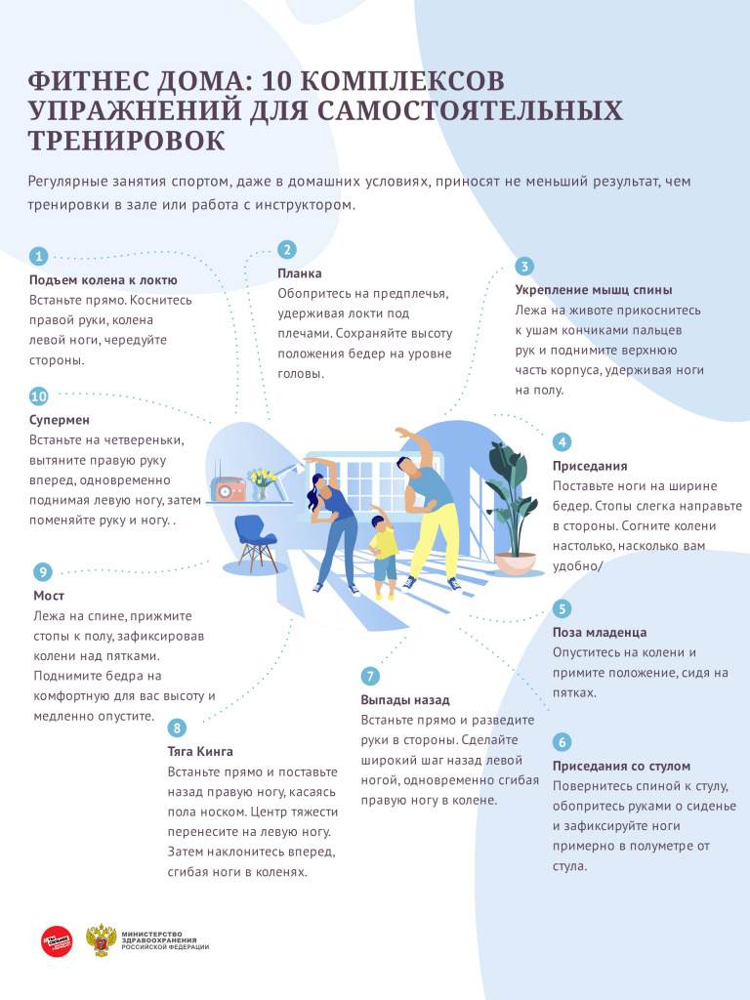 ФИТНЕС ДОМА: 10 КОМПЛЕКСОВ
УПРАЖНЕНИЙ ДЛЯ САМОСТОЯТЕЛЬНЫХ
ТРЕНИРОВОК
Регулярные занятия спортом, даже в домашних условиях, приносят не меньший результат, чем
тренировки в зале или работа с инструктором.
1
Подъем колена к локтю
Встаньте прямо. Коснитесь
правой руки, колена
левой ноги, чередуйте
стороны.
2
Планка
Обопритесь на предплечья,
удерживая локти под
плечами. Сохраняйте высоту
положения бедер на уровне
головы.
3
Укрепление мышц спины
Лежа на животе прикоснитесь
к ушам кончиками пальцев
рук и поднимите верхнюю
часть корпуса, удерживая ноги
на полу.
4
Приседания
Поставьте ноги на ширине
бедер. Стопы слегка направьте
в стороны. Согните колени
настолько, насколько вам
удобно/
5
Поза младенца
Опуститесь на колени и
примите положение, сидя на
пятках.
6
Приседания со стулом
Повернитесь спиной к стулу,
обопритесь руками о сиденье
и зафиксируйте ноги
примерно в полуметре от
стула.
7
Выпады назад
Встаньте прямо и разведите
руки в стороны. Сделайте
широкий шаг назад левой
ногой, одновременно сгибая
правую ногу в колене.
8
Тяга Кинга
Встаньте прямо и поставьте
назад правую ногу, касаясь
пола носком. Центр тяжести
перенесите на левую ногу.
Затем наклонитесь вперед,
сгибая ноги в коленях.
9
Мост
Лежа на спине, прижмите
стопы к полу, зафиксировав
колени над пятками.
Поднимите бедра на
комфортную для вас высоту и
медленно опустите.
10
Супермен
Встаньте на четвереньки,
вытяните правую руку
вперед, одновременно
поднимая левую ногу, затем
поменяйте руку и ногу. .
МИНИСТЕРСТВО
ЗДРАВООХРАНЕНИЯ
РОССИЙСКОЙ ФЕДЕРАЦИИ